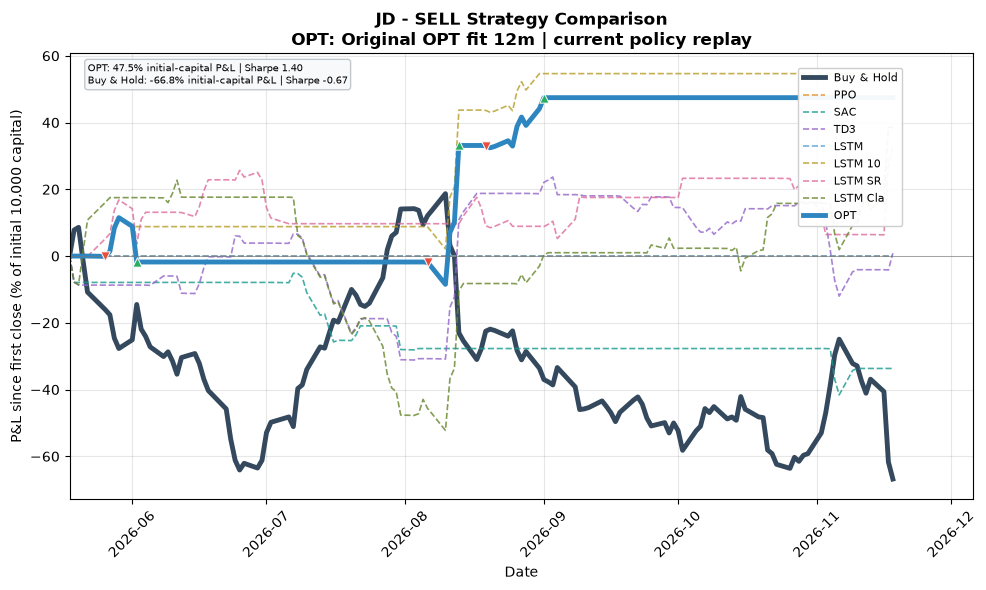 JD - SELL Strategy Comparison
OPT: Original OPT fit 12m | current policy replay
OPT: 47.5% initial-capital P&L | Sharpe 1.40
Buy & Hold: -66.8% initial-capital P&L | Sharpe -0.67
Buy & Hold
PPO
SAC
TD3
LSTM
LSTM 10
LSTM SR
LSTM Cla
OPT
P&L since first close (% of initial 10,000 capital)
60
40
20
0
−20
−40
−60
2026-06
2026-07
2026-08
2026-09
2026-10
2026-11
2026-12
Date